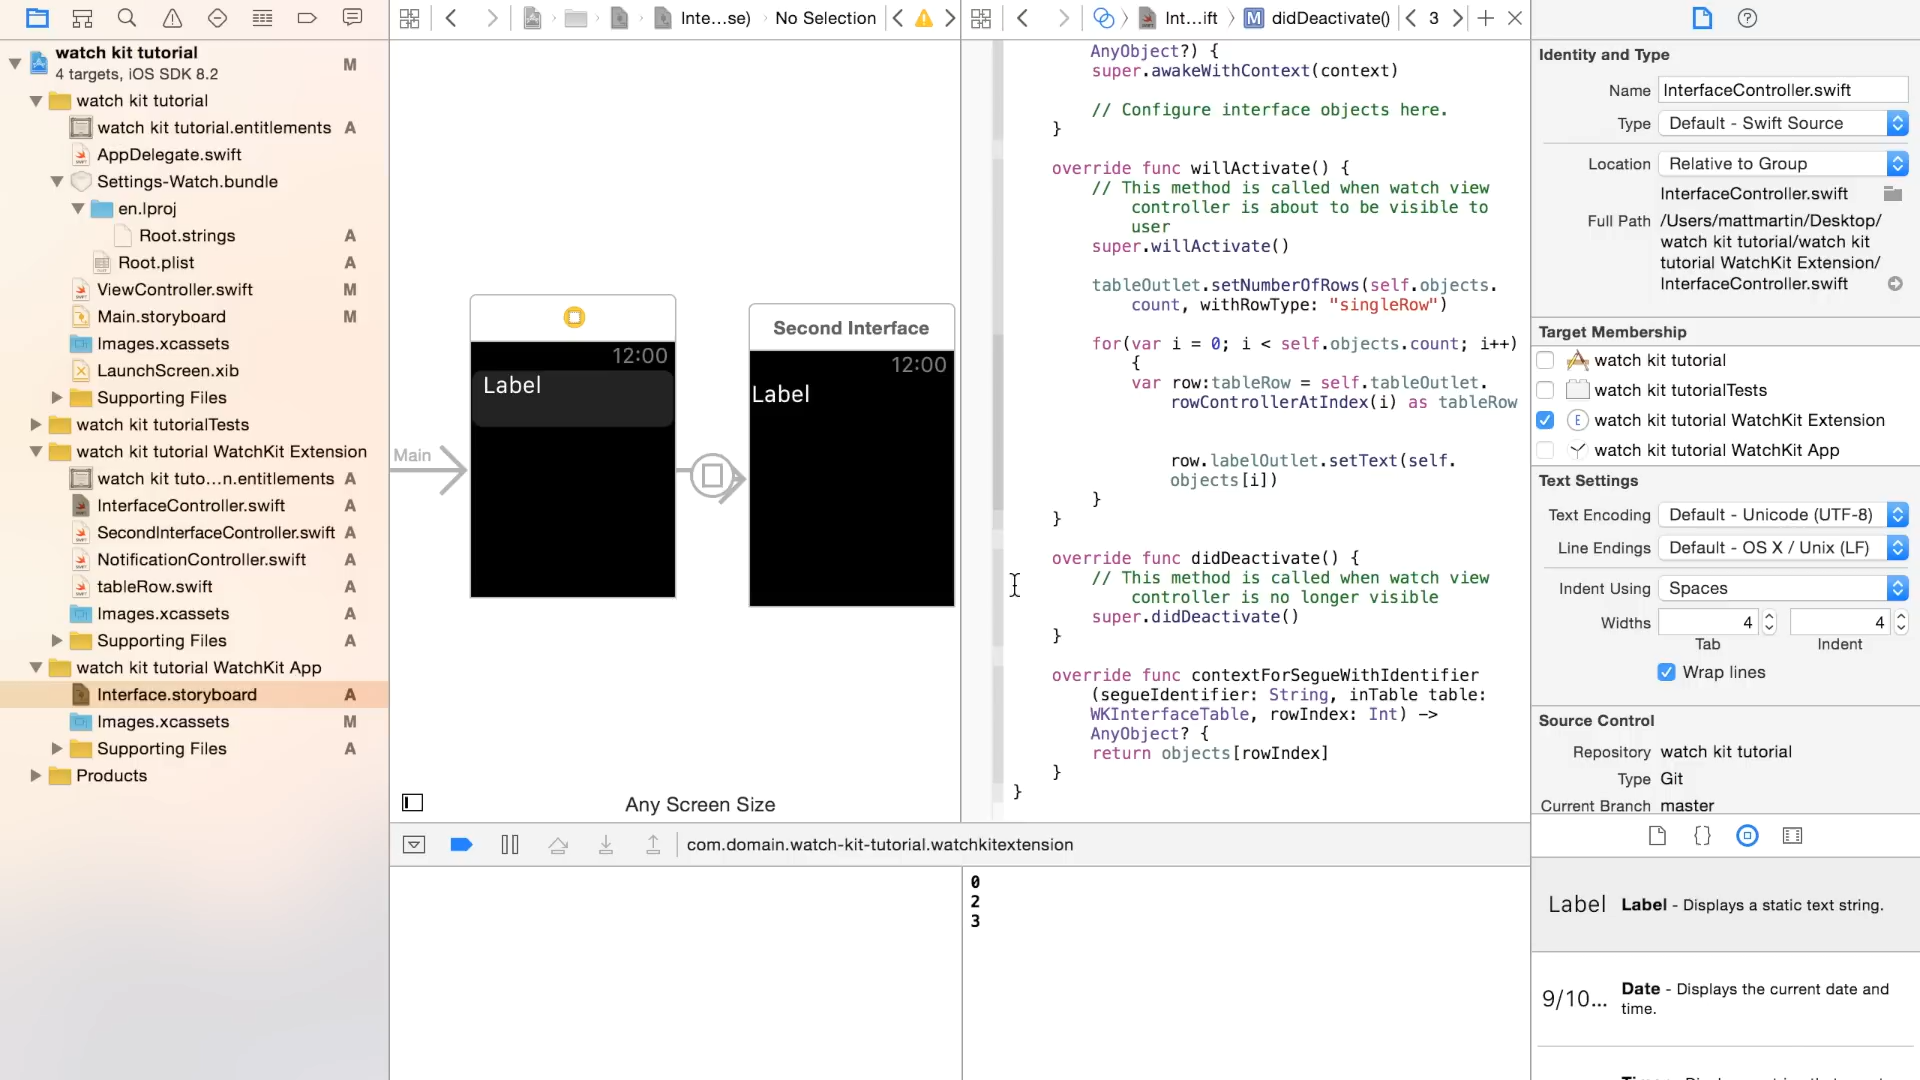 watch kit tutorial
4 targets, iOS SDK 8.2
M
watch kit tutorial
watch kit tutorial.entitlements A
AppDelegate.swift
Settings-Watch.bundle
en.lproj
Root.strings A
Root.plist A
ViewController.swift M
Main.storyboard M
Images.xcassets
LaunchScreen.xib
Supporting Files
watch kit tutorialTests
watch kit tutorial WatchKit Extension
watch kit tuto...n.entitlements A
InterfaceController.swift A
SecondInterfaceController.swift A
NotificationController.swift A
tableRow.swift A
Images.xcassets A
Supporting Files A
watch kit tutorial WatchKit App
Interface.storyboard A
Images.xcassets M
Supporting Files A
Products
Inte...se) No Selection
Main
12:00
Label
Second Interface
12:00
Label
Any Screen Size
Int...ift M didDeactivate() 3
AnyObject?) {
super.awakeWithContext(context)
// Configure interface objects here.
}
override func willActivate() {
// This method is called when watch view
controller is about to be visible to
user
super.willActivate()
tableOutlet.setNumberOfRows(self.objects.
count, withRowType: "singleRow")
for(var i = 0; i < self.objects.count; i++)
{
var row:tableRow = self.tableOutlet.
rowControllerAtIndex(i) as tableRow
row.labelOutlet.setText(self.
objects[i])
}
}
override func didDeactivate() {
// This method is called when watch view
controller is no longer visible
super.didDeactivate()
}
override func contextForSegueWithIdentifier
(segueIdentifier: String, inTable table:
WKInterfaceTable, rowIndex: Int) ->
AnyObject? {
return objects[rowIndex]
}
}
com.domain.watch-kit-tutorial.watchkitextension
0
2
3
Identity and Type
Name InterfaceController.swift
Type Default - Swift Source
Location Relative to Group
InterfaceController.swift
Full Path /Users/mattmartin/Desktop/
watch kit tutorial/watch kit
tutorial WatchKit Extension/
InterfaceController.swift
Target Membership
watch kit tutorial
watch kit tutorialTests
E watch kit tutorial WatchKit Extension
watch kit tutorial WatchKit App
Text Settings
Text Encoding Default - Unicode (UTF-8)
Line Endings Default - OS X / Unix (LF)
Indent Using Spaces
Widths 4 4
Tab Indent
Wrap lines
Source Control
Repository watch kit tutorial
Type Git
Current Branch master
{}
Label Label - Displays a static text string.
9/10... Date - Displays the current date and
time.